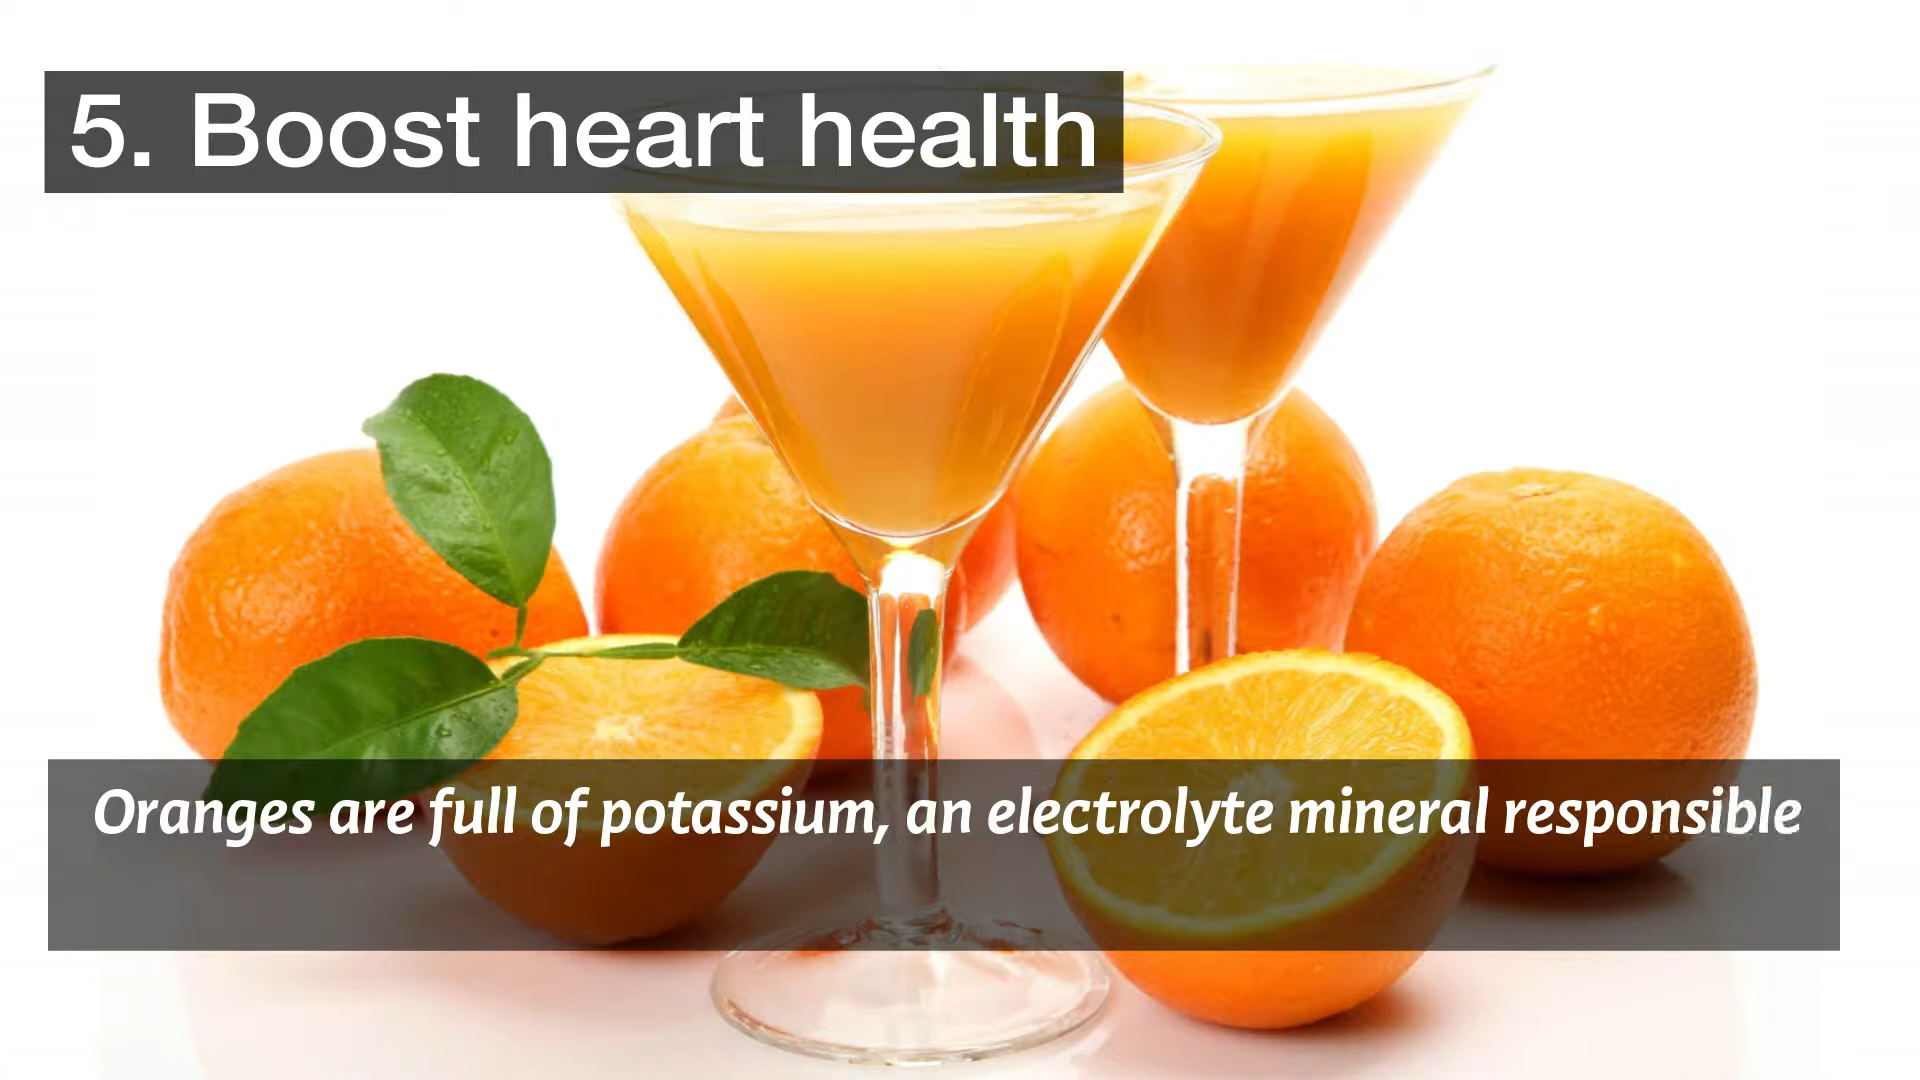 5. Boost heart health
Oranges are full of potassium, an electrolyte mineral responsible